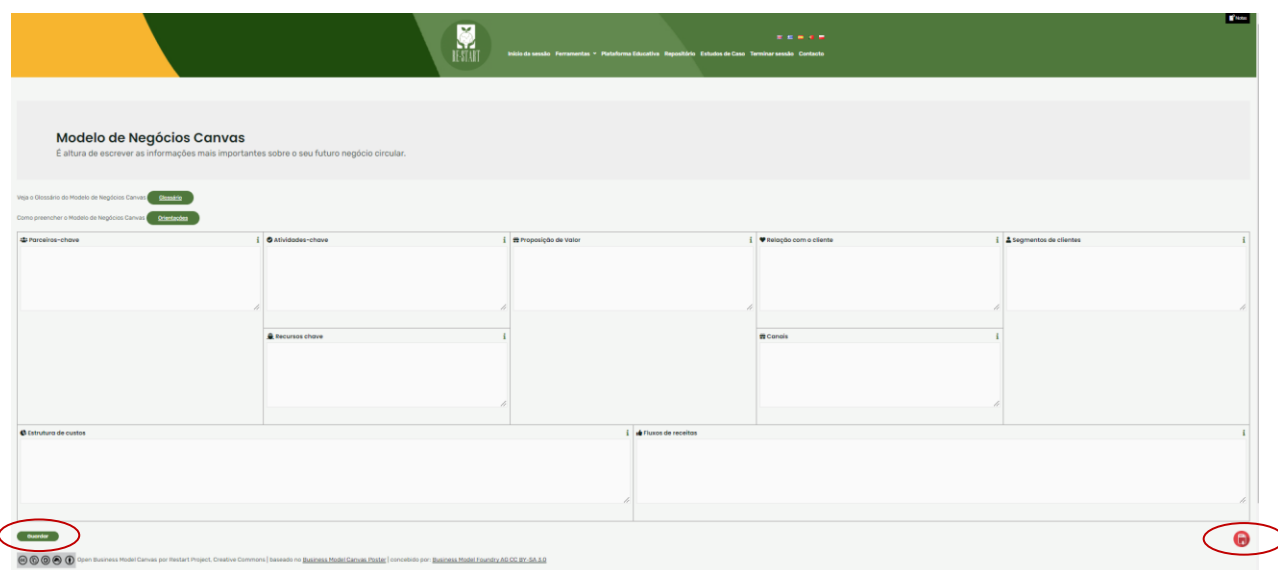 Notes
RESTART
Início da sessão Ferramentas Plataforma Educativa Repositório Estudos de Caso Terminar sessão Contacto
Modelo de Negócios Canvas
É altura de escrever as informações mais importantes sobre o seu futuro negócio circular.
Veja o Glossário do Modelo de Negócios Canvas Glossário
Como preencher o Modelo de Negócios Canvas Orientações
Parceiros-chave
Atividades-chave
Proposição de Valor
Relação com o cliente
Segmentos de clientes
Recursos chave
Canais
Estrutura de custos
Fluxos de receitas
Guardar
Open Business Model Canvas por Restart Project, Creative Commons | baseado no Business Model Canvas Poster | concebido por: Business Model Foundry AG CC BY-SA 3.0